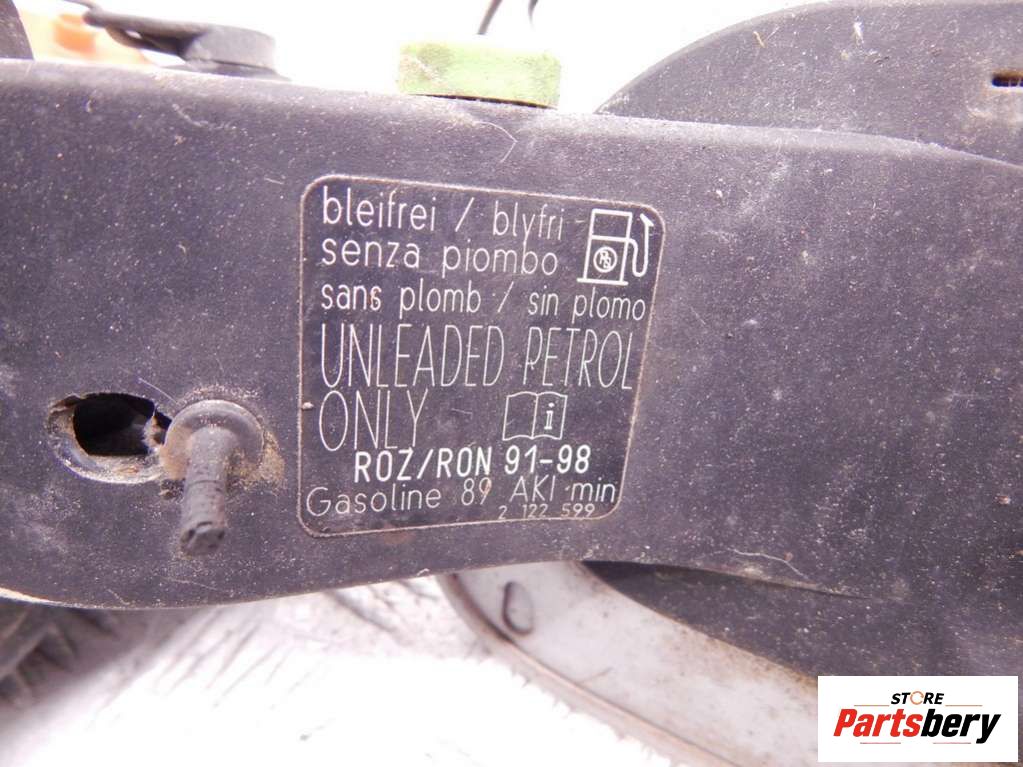 bleifrei / blyfri
senza piombo
sans plomb / sin plomo
UNLEADED PETROL
ONLY
i
ROZ/RON 91-98
Gasoline 89 AKI min
2 122 599
STORE
Partsbery